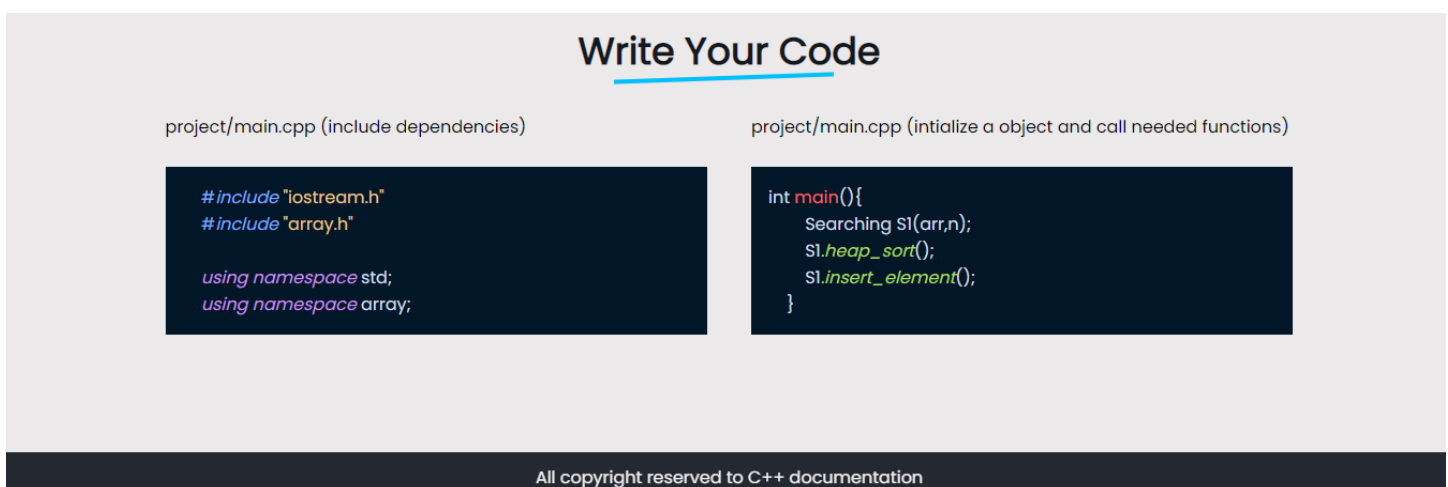 Write Your Code
project/main.cpp (include dependencies)
#include "iostream.h"
#include "array.h"
using namespace std;
using namespace array;
project/main.cpp (intialize a object and call needed functions)
int main(){
Searching S1(arr,n);
S1.heap_sort();
S1.insert_element();
}
All copyright reserved to C++ documentation